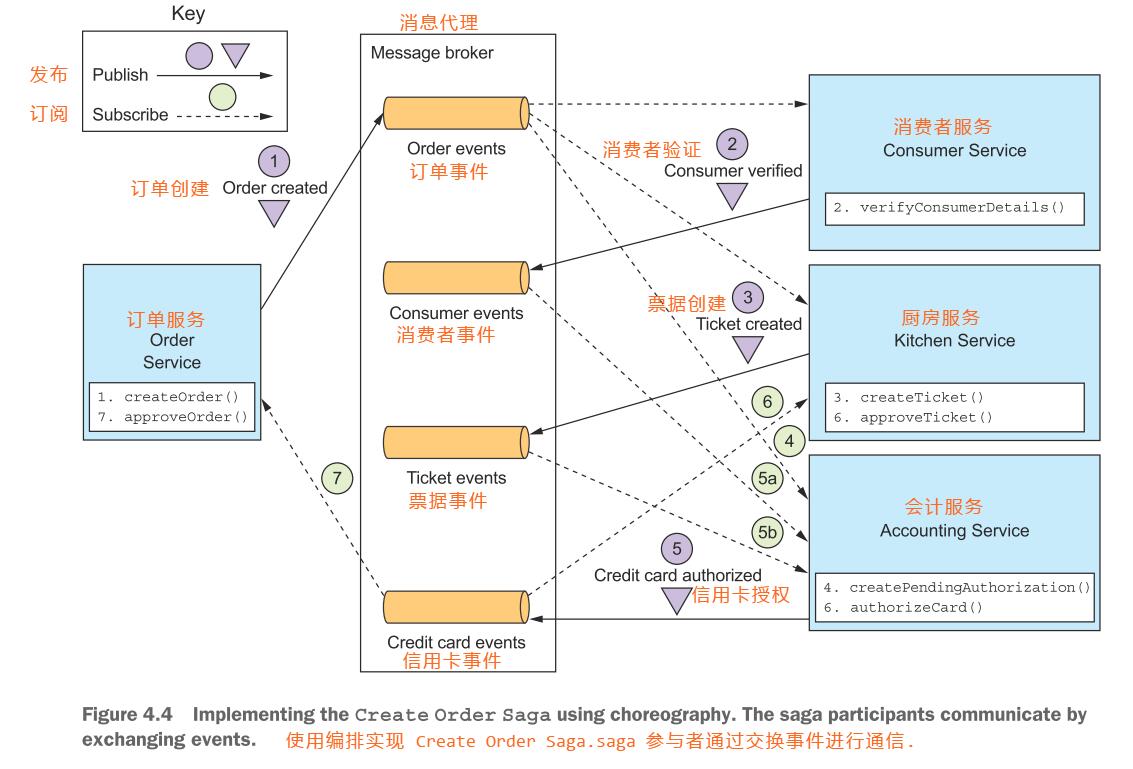 Key
发布
Publish
订阅
Subscribe
消息代理
Message broker
Order events
订单事件
Consumer events
消费者事件
Ticket events
票据事件
Credit card events
信用卡事件
1
订单创建 Order created
订单服务
Order
Service
1. createOrder()
7. approveOrder()
7
2
消费者验证
Consumer verified
消费者服务
Consumer Service
2. verifyConsumerDetails()
3
票据创建
Ticket created
厨房服务
Kitchen Service
3. createTicket()
6. approveTicket()
6
4
5a
5b
会计服务
Accounting Service
4. createPendingAuthorization()
6. authorizeCard()
5
Credit card authorized
信用卡授权
Figure 4.4 Implementing the Create Order Saga using choreography. The saga participants communicate by
exchanging events. 使用编排实现 Create Order Saga.saga 参与者通过交换事件进行通信.